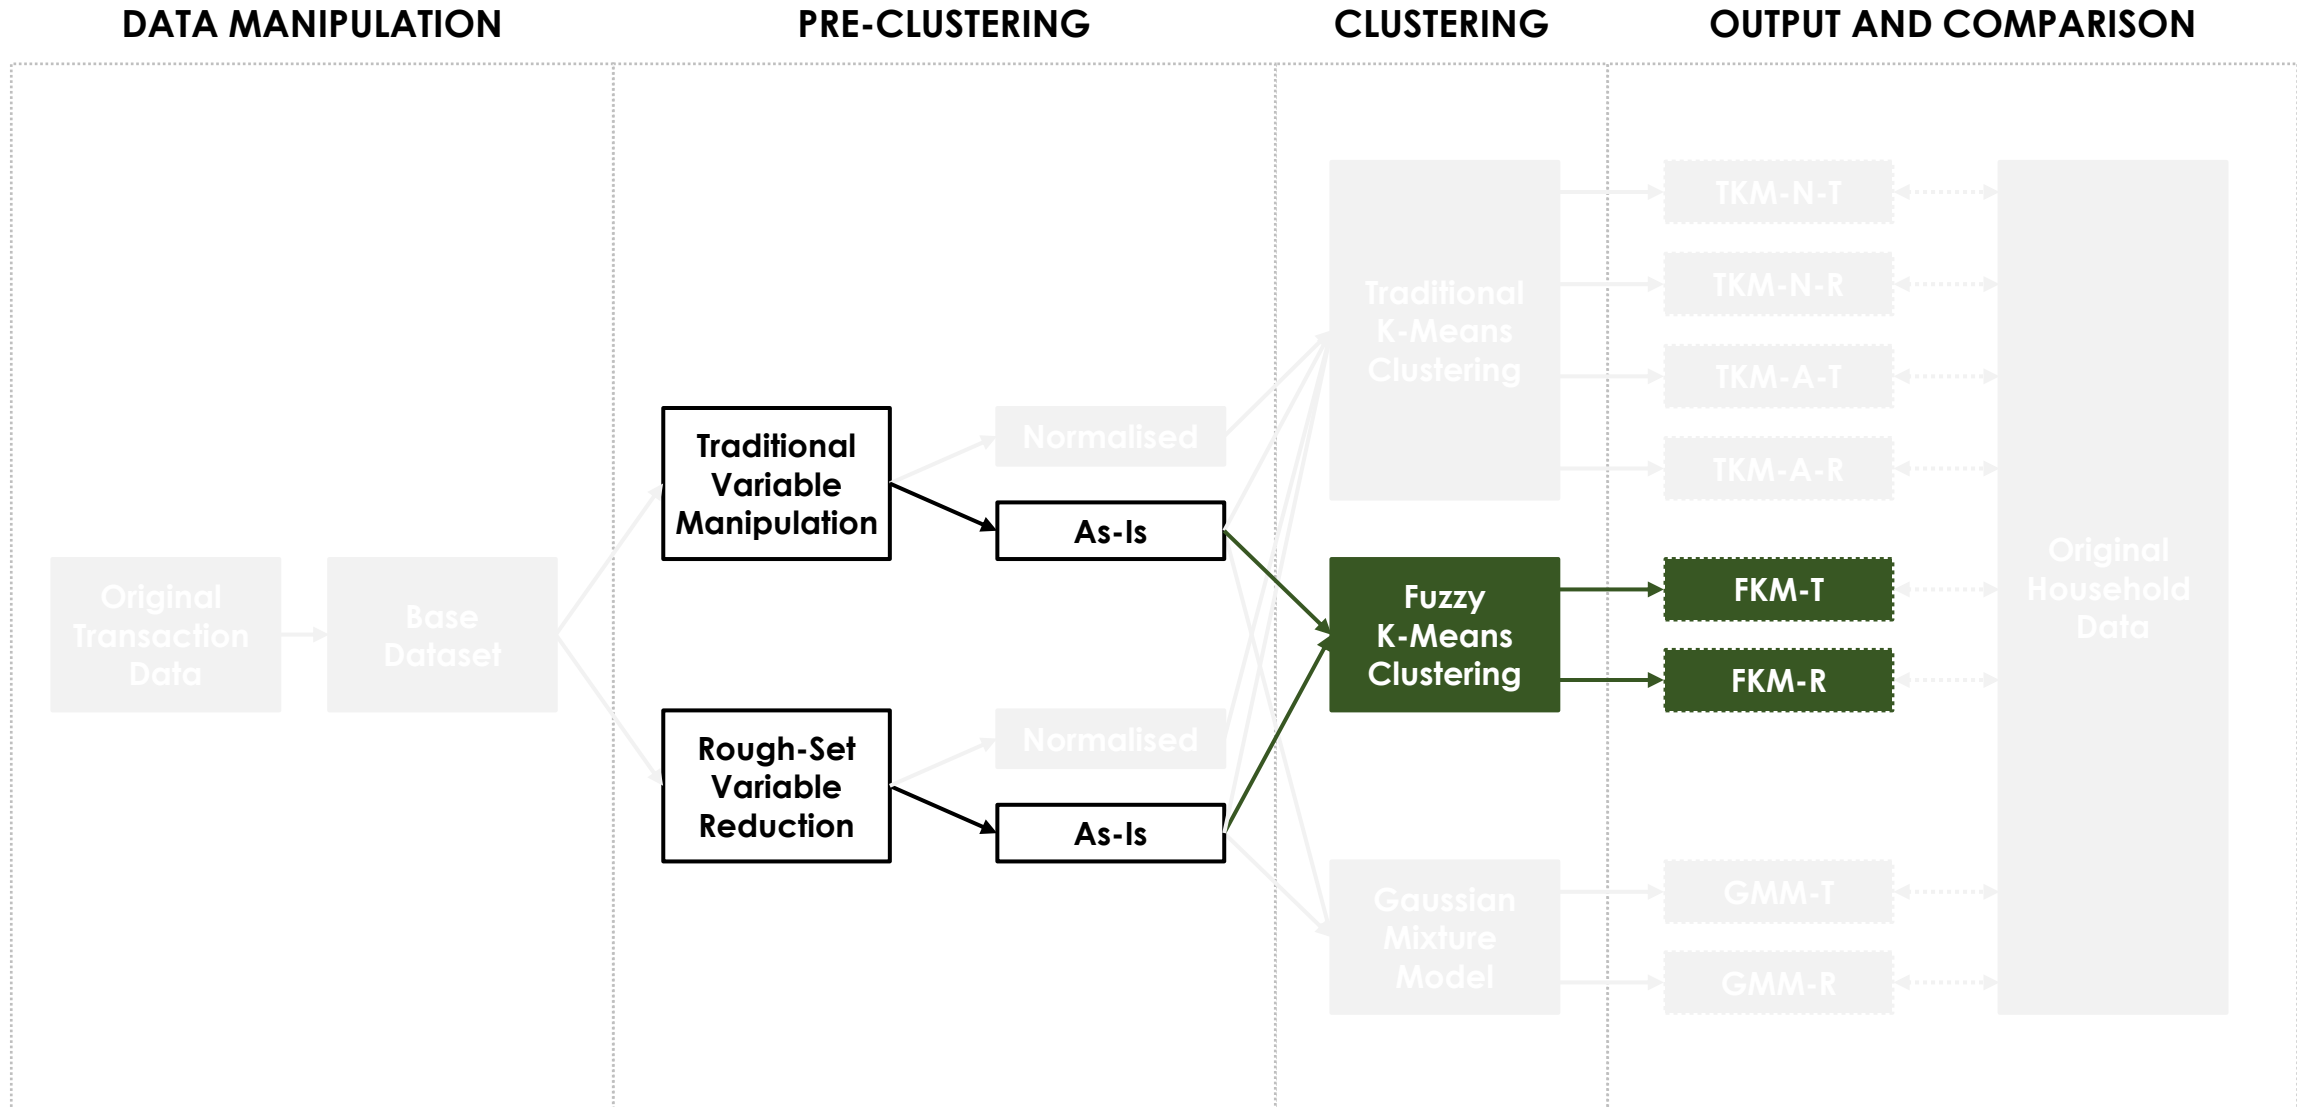 DATA MANIPULATION
PRE-CLUSTERING
CLUSTERING
OUTPUT AND COMPARISON
Original
Transaction
Data
Base
Dataset
Traditional
Variable
Manipulation
Normalised
As-Is
Rough-Set
Variable
Reduction
Normalised
As-Is
Traditional
K-Means
Clustering
Fuzzy
K-Means
Clustering
Gaussian
Mixture
Model
TKM-N-T
TKM-N-R
TKM-A-T
TKM-A-R
FKM-T
FKM-R
GMM-T
GMM-R
Original
Household
Data